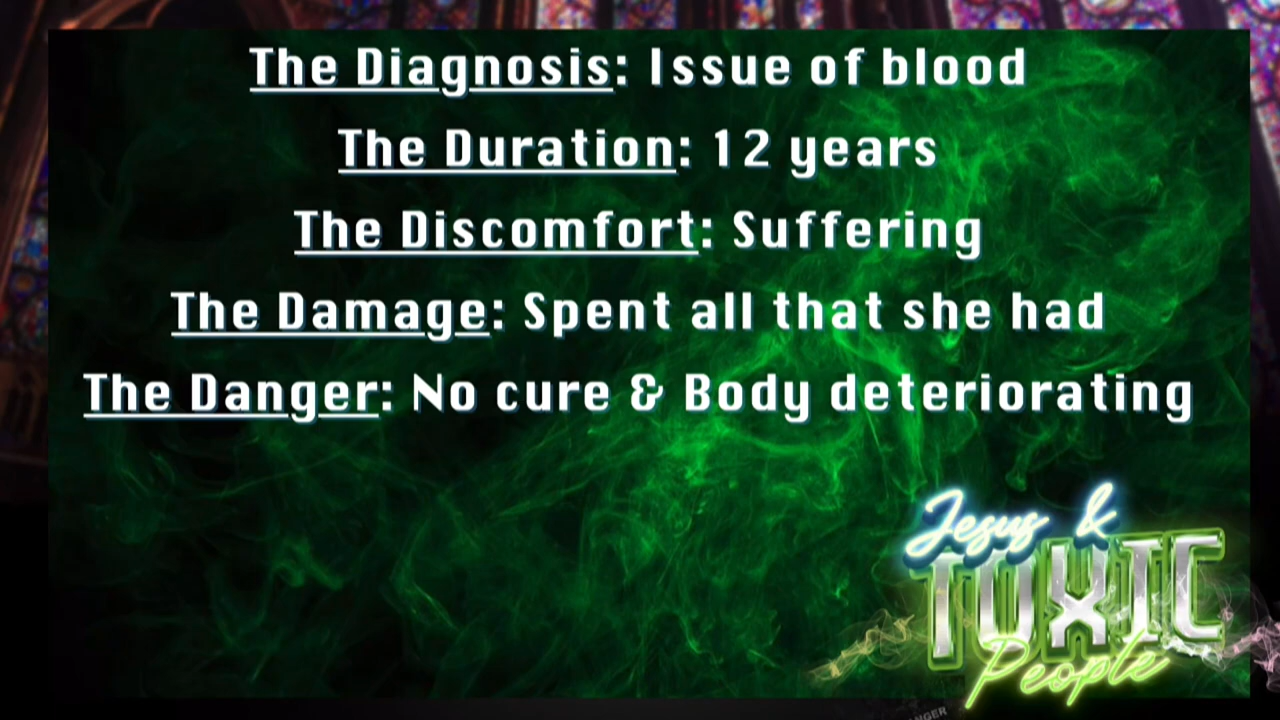 The Diagnosis: Issue of blood
The Duration: 12 years
The Discomfort: Suffering
The Damage: Spent all that she had
The Danger: No cure & Body deteriorating
Jesus &
TOXIC
People